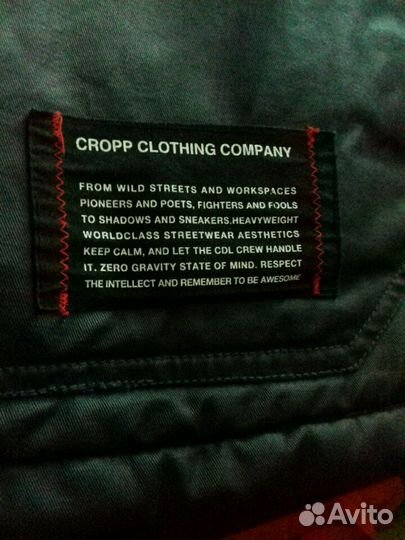 CROPP CLOTHING COMPANY
FROM WILD STREETS AND WORKSPACES
PIONEERS AND POETS, FIGHTERS AND FOOLS
TO SHADOWS AND SNEAKERS.HEAVYWEIGHT
WORLDCLASS STREETWEAR AESTHETICS
KEEP CALM, AND LET THE CDL CREW HANDLE
IT. ZERO GRAVITY STATE OF MIND. RESPECT
THE INTELLECT AND REMEMBER TO BE AWESOME
Avito